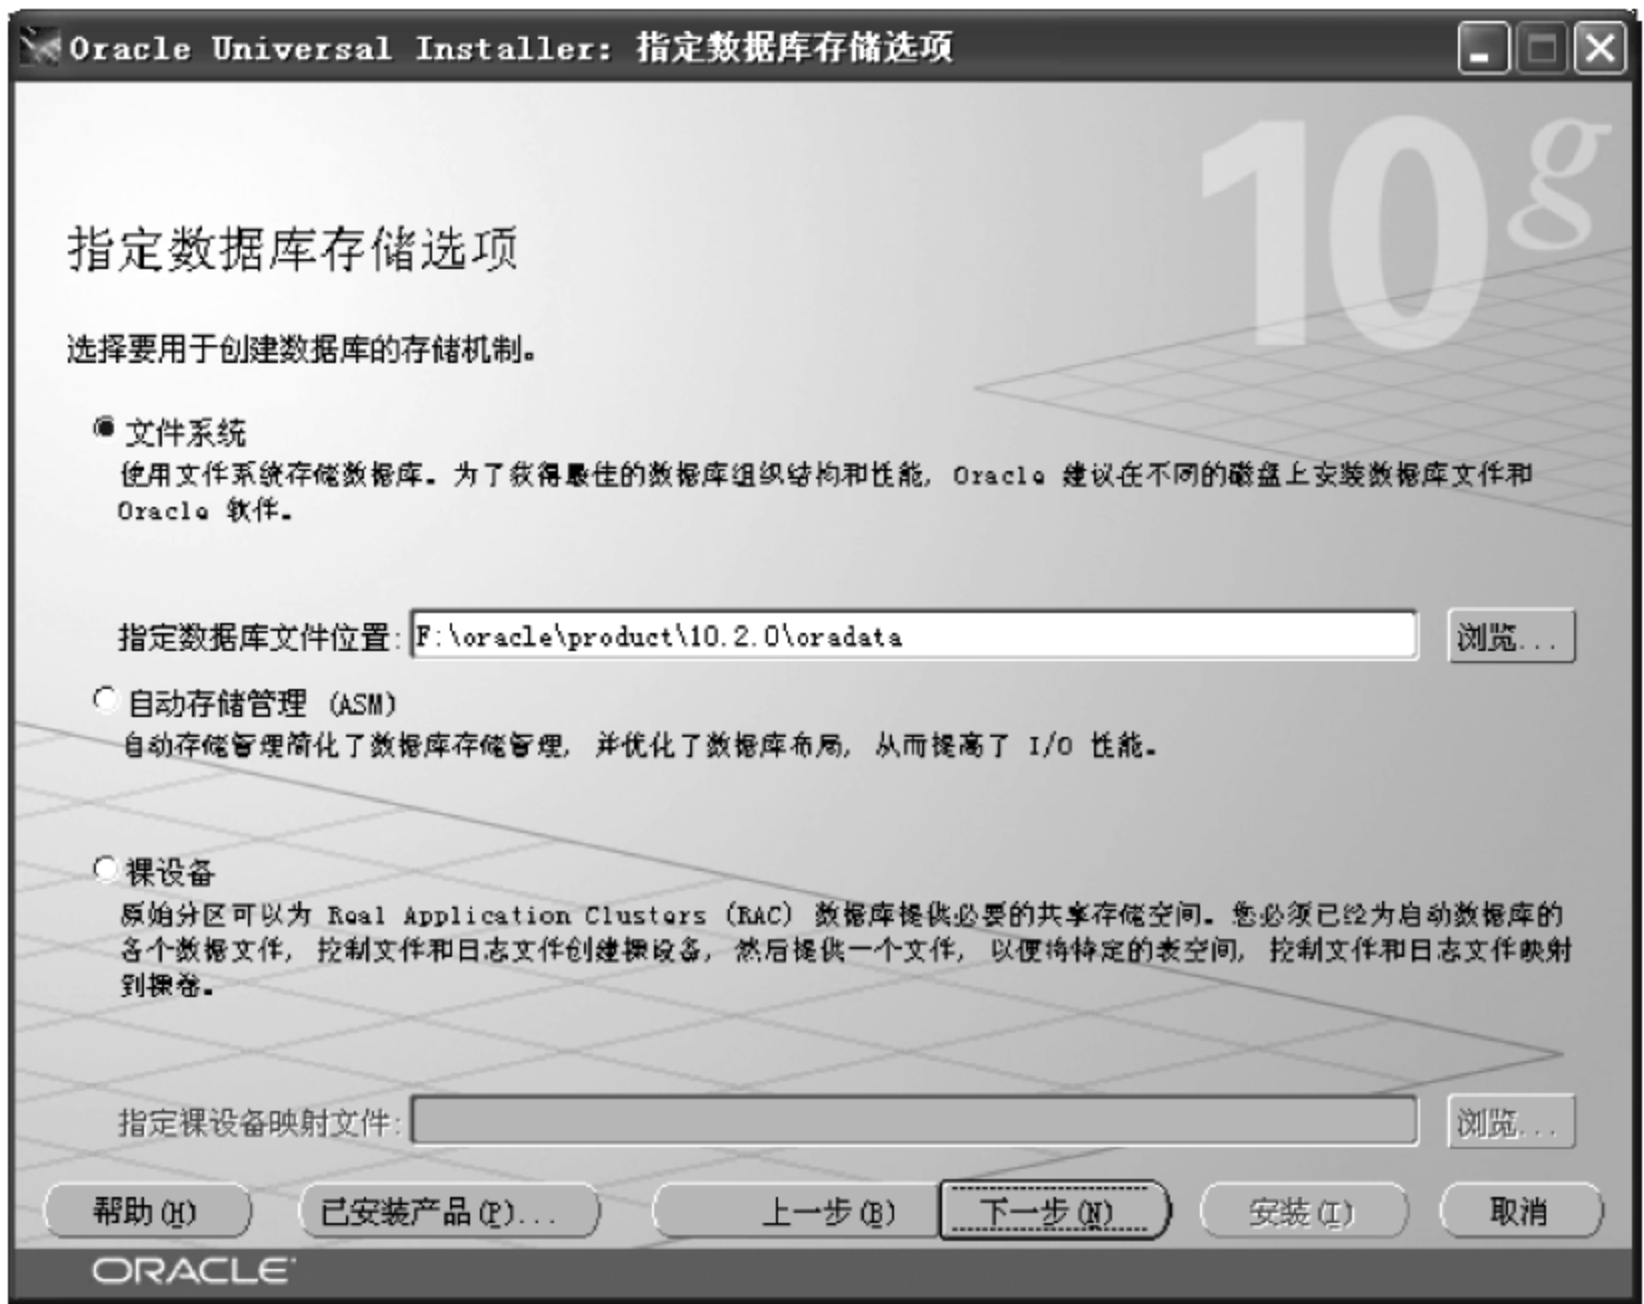 Oracle Universal Installer: 指定数据库存储选项
10g
指定数据库存储选项
选择要用于创建数据库的存储机制。
文件系统
使用文件系统存储数据库。为了获得最佳的数据库组织结构和性能, Oracle 建议在不同的磁盘上安装数据库文件和
Oracle 软件。
指定数据库文件位置: F:\oracle\product\10.2.0\oradata 浏览...
自动存储管理 (ASM)
自动存储管理简化了数据库存储管理, 并优化了数据库布局, 从而提高了 I/O 性能。
裸设备
原始分区可以为 Real Application Clusters (RAC) 数据库提供必要的共享存储空间。您必须已经为启动数据库的
各个数据文件, 控制文件和日志文件创建裸设备, 然后提供一个文件, 以便将特定的表空间, 控制文件和日志文件映射
到裸卷。
指定裸设备映射文件: 浏览...
帮助(H) 已安装产品(P)... 上一步(B) 下一步(N) 安装(I) 取消
ORACLE